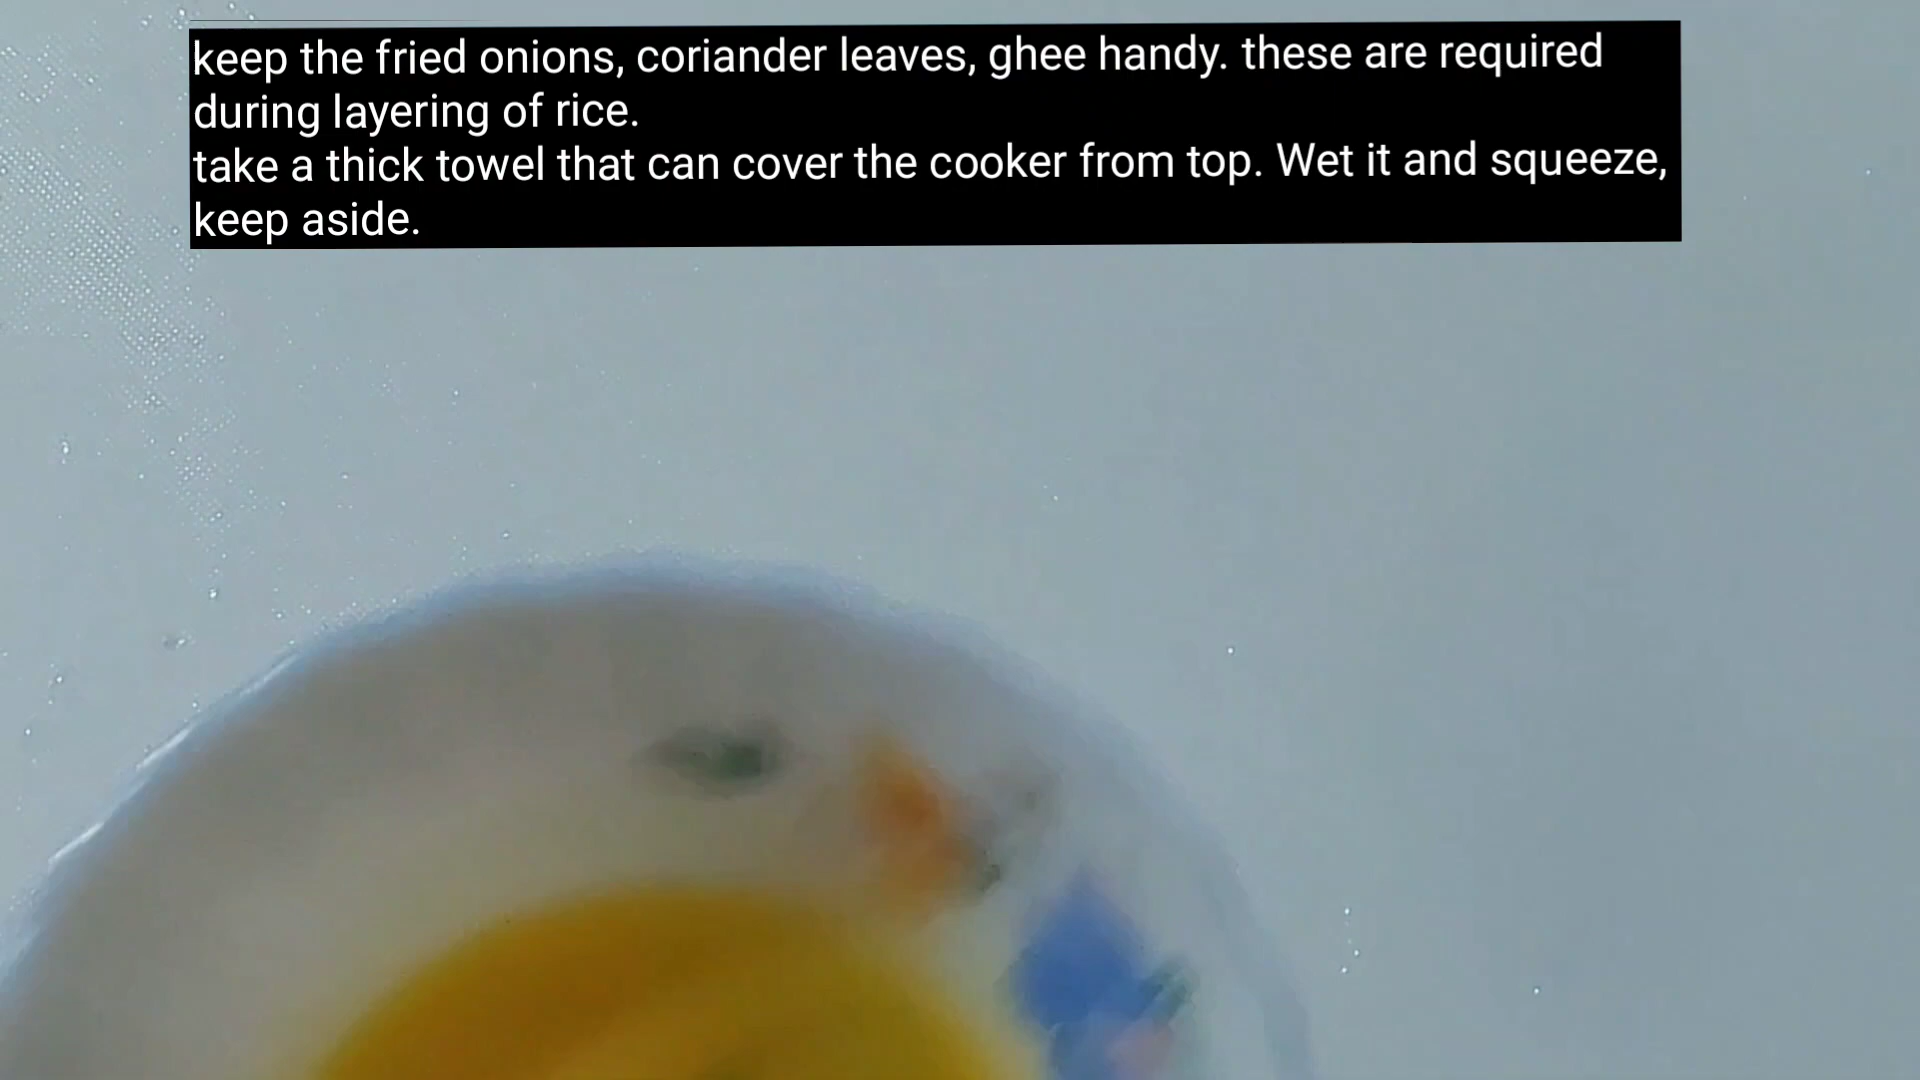 keep the fried onions, coriander leaves, ghee handy. these are required
during layering of rice.
take a thick towel that can cover the cooker from top. Wet it and squeeze,
keep aside.